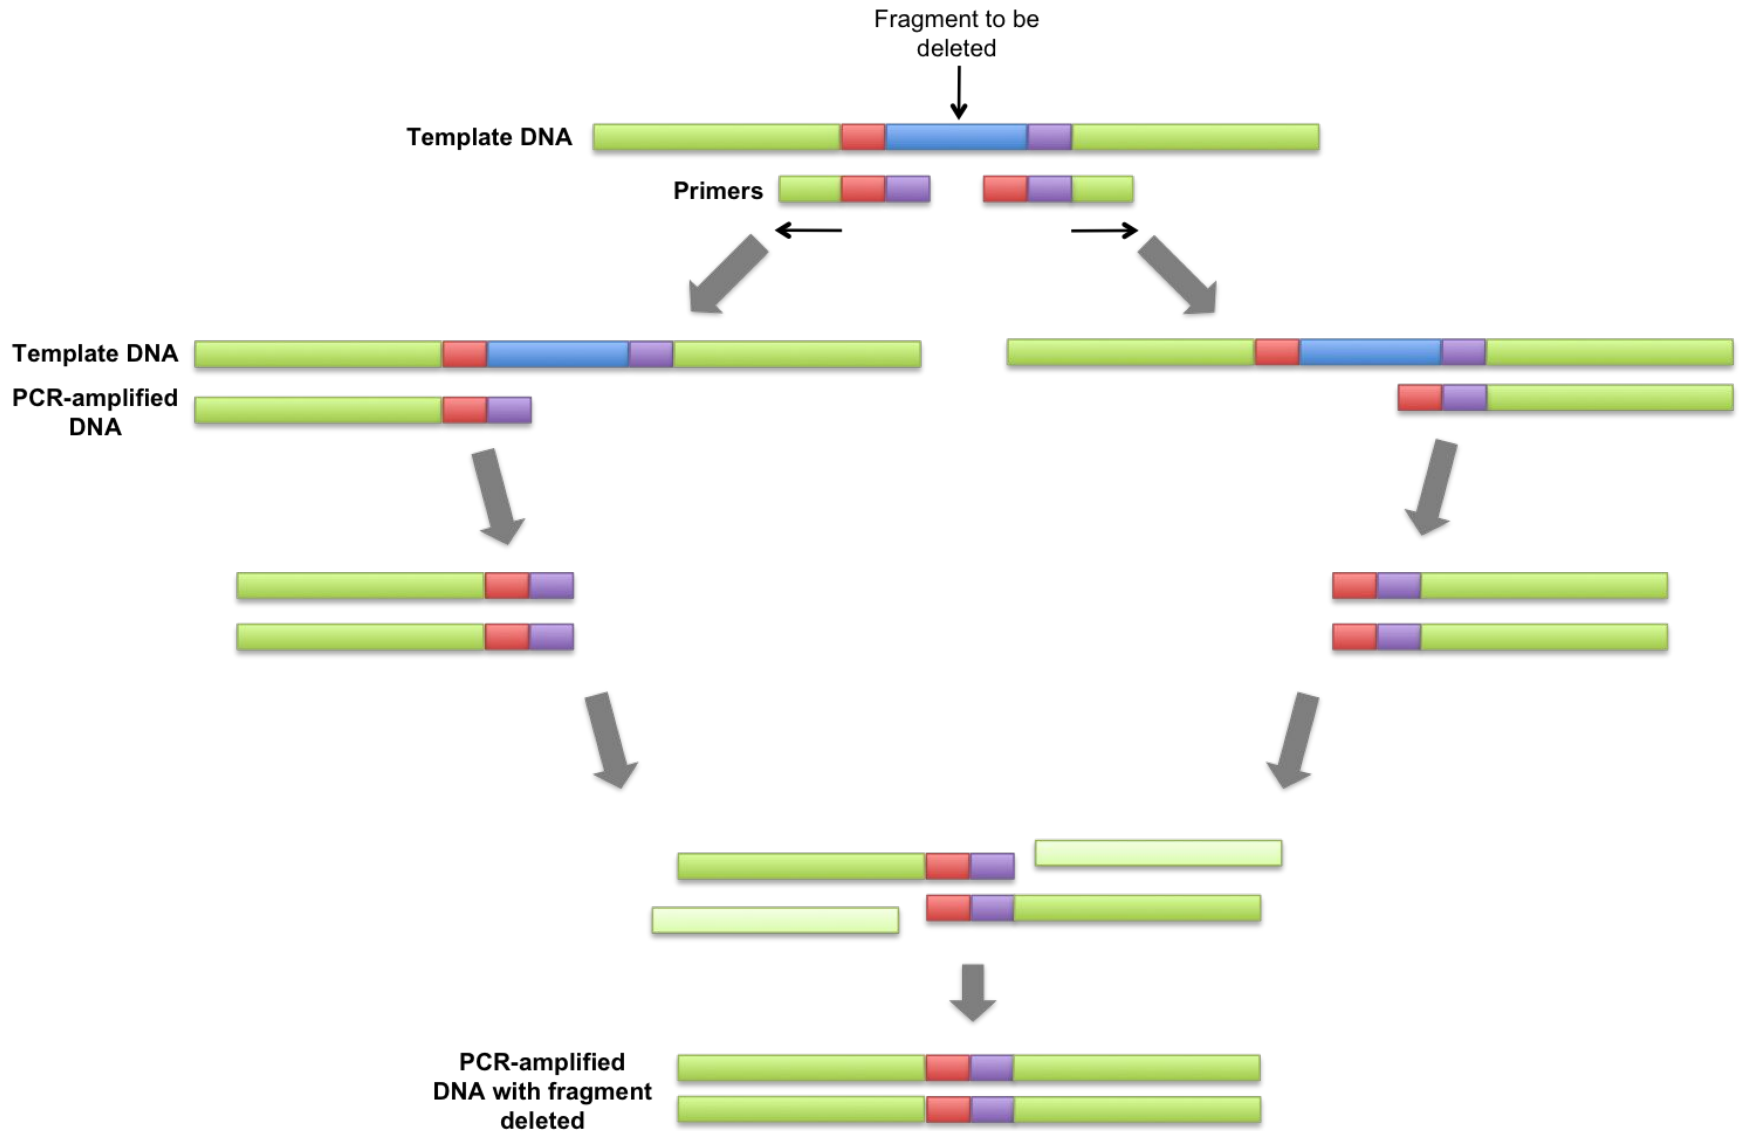 Fragment to be
deleted
Template DNA
Primers
Template DNA
PCR-amplified
DNA
PCR-amplified
DNA with fragment
deleted